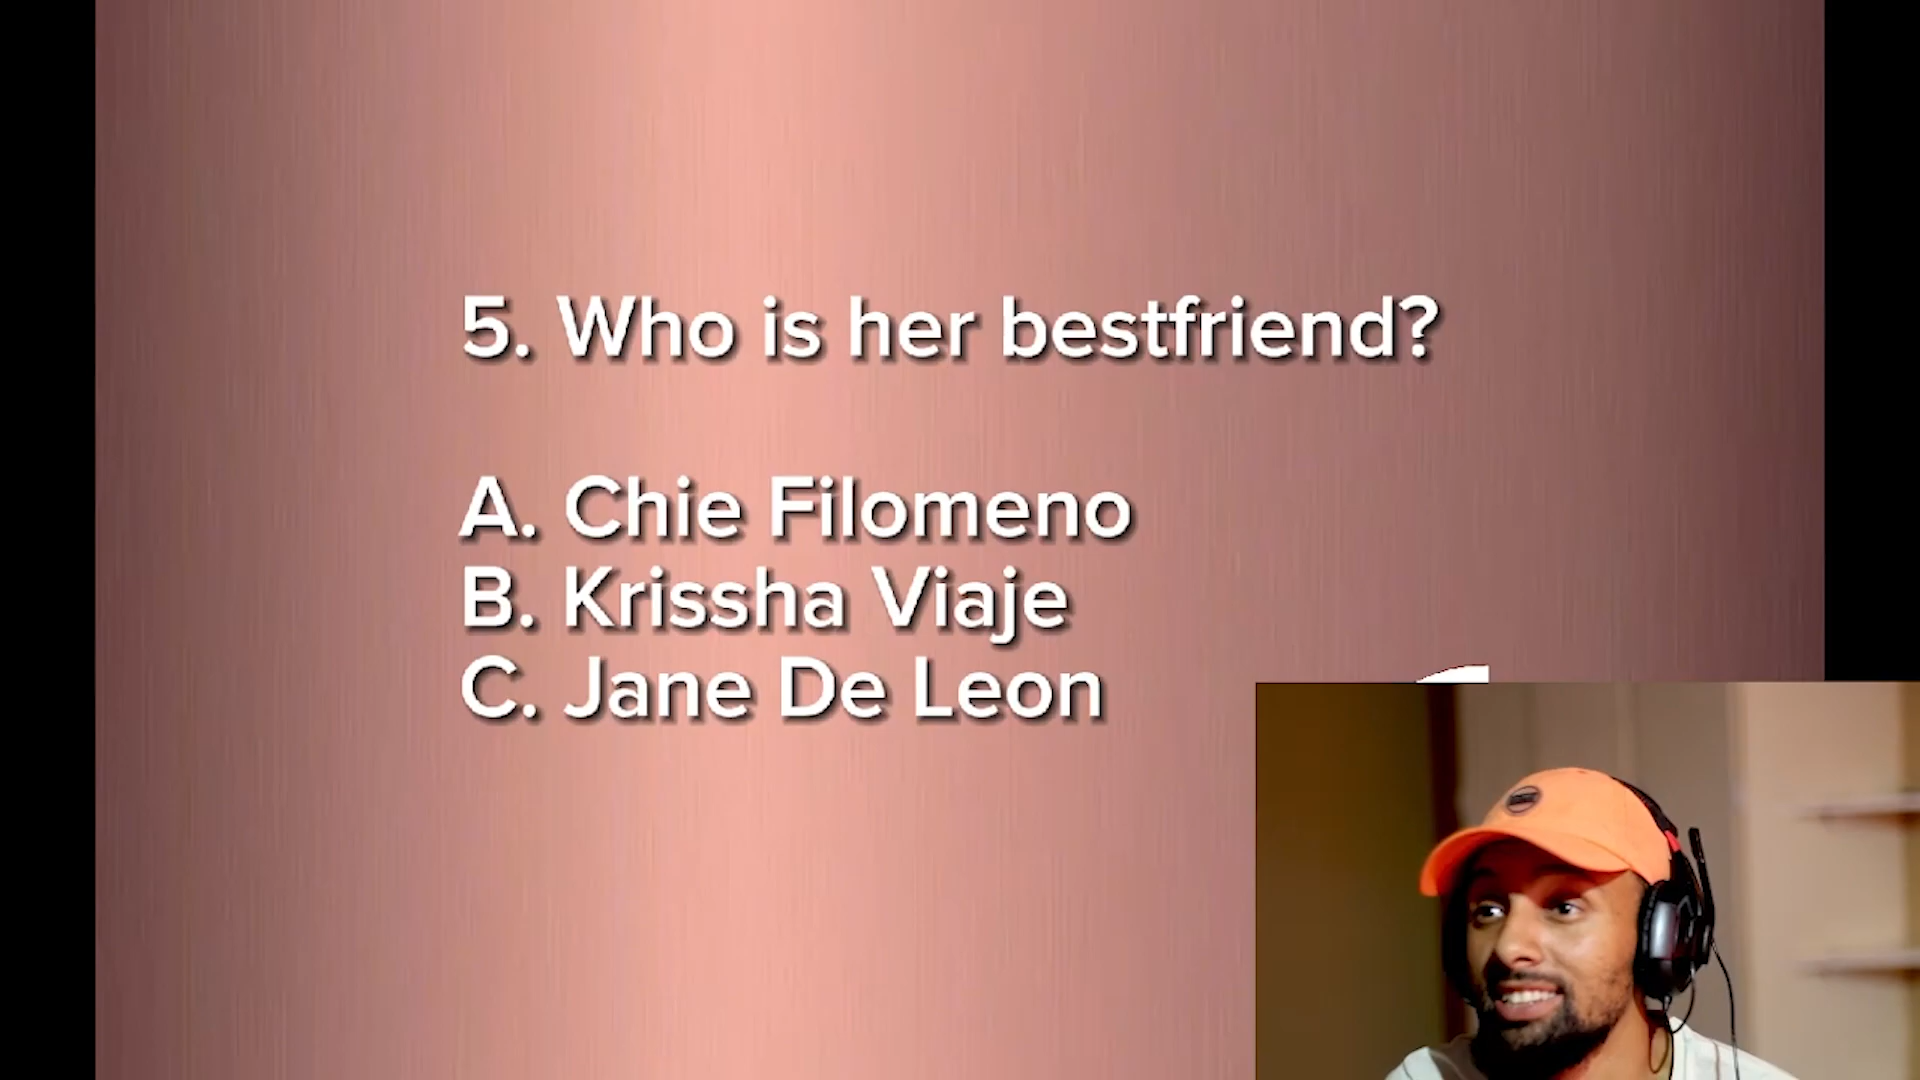 5. Who is her bestfriend?
A. Chie Filomeno
B. Krissha Viaje
C. Jane De Leon